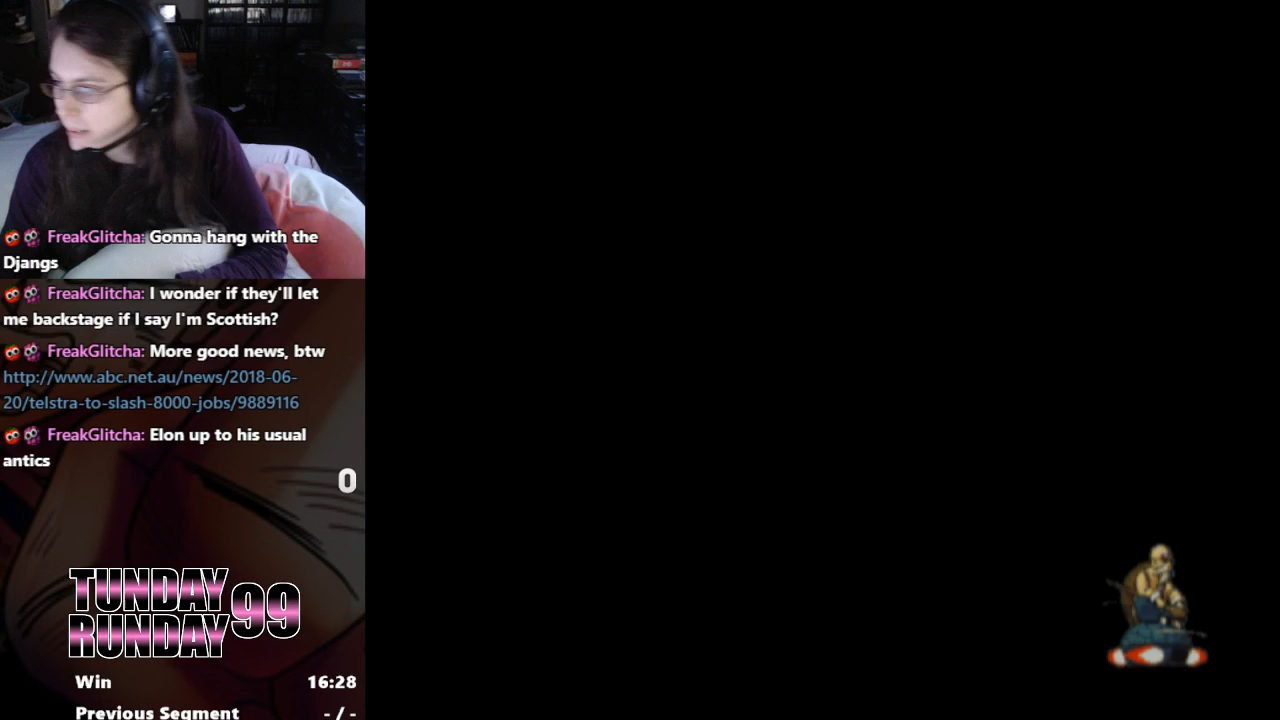 FreakGlitcha: Gonna hang with the
Djangs
FreakGlitcha: I wonder if they'll let
me backstage if I say I'm Scottish?
FreakGlitcha: More good news, btw
http://www.abc.net.au/news/2018-06-
20/telstra-to-slash-8000-jobs/9889116
FreakGlitcha: Elon up to his usual
antics
0
TUNDAY
RUNDAY 99
Win 16:28
Previous Segment - / -